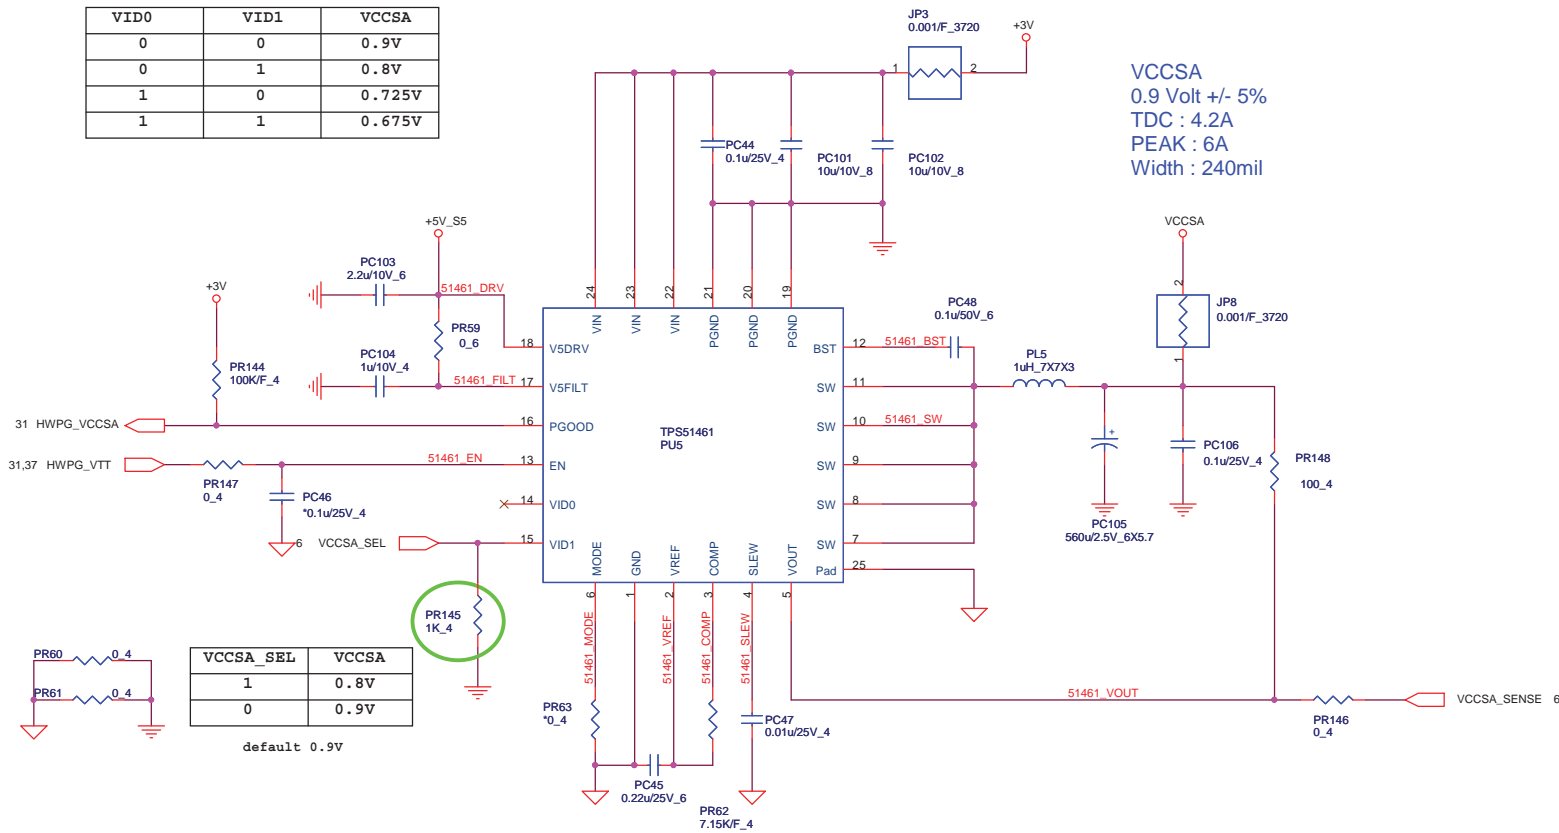 VID0 VID1 VCCSA
0 0 0.9V
0 1 0.8V
1 0 0.725V
1 1 0.675V
JP3
0.001/F_3720
+3V
1 2
VCCSA
0.9 Volt +/- 5%
TDC : 4.2A
PEAK : 6A
Width : 240mil
PC44
0.1u/25V_4
PC101
10u/10V_8
PC102
10u/10V_8
+5V_S5
PC103
2.2u/10V_6
51461_DRV
PR59
0_6
PC104
1u/10V_4
51461_FILT
+3V
PR144
100K/F_4
31 HWPG_VCCSA
31,37 HWPG_VTT
PR147
0_4
51461_EN
PC46
*0.1u/25V_4
6 VCCSA_SEL
PR145
1K_4
24 23 22 21 20 19
VIN VIN VIN PGND PGND PGND
18 V5DRV
17 V5FILT
16 PGOOD
13 EN
14 VID0
15 VID1
TPS51461
PU5
BST 12
SW 11
SW 10
SW 9
SW 8
SW 7
Pad 25
MODE GND VREF COMP SLEW VOUT
6 1 2 3 4 5
51461_BST
PC48
0.1u/50V_6
51461_SW
PL5
1uH_7X7X3
VCCSA
2
JP8
0.001/F_3720
1
+
PC105
560u/2.5V_6X5.7
PC106
0.1u/25V_4
PR148
100_4
51461_MODE
51461_VREF
51461_COMP
51461_SLEW
51461_VOUT
PR63
*0_4
PC45
0.22u/25V_6
PR62
7.15K/F_4
PC47
0.01u/25V_4
PR146
0_4
VCCSA_SENSE 6
PR60 0_4
PR61 0_4
VCCSA_SEL VCCSA
1 0.8V
0 0.9V
default 0.9V